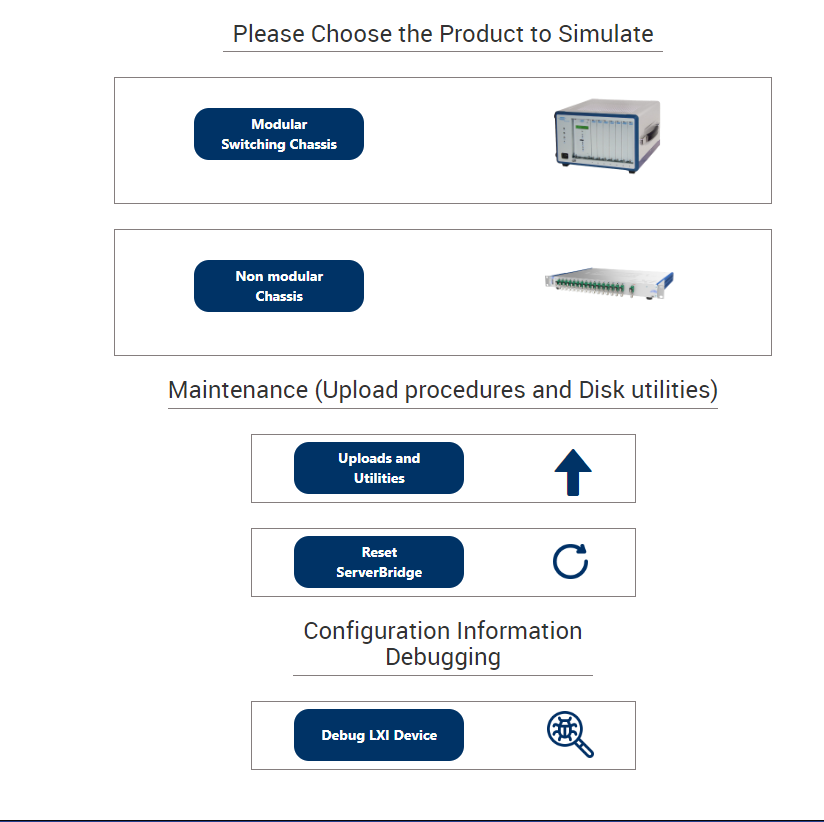 Please Choose the Product to Simulate
Modular
Switching Chassis
Non modular
Chassis
Maintenance (Upload procedures and Disk utilities)
Uploads and
Utilities
Reset
ServerBridge
Configuration Information
Debugging
Debug LXI Device